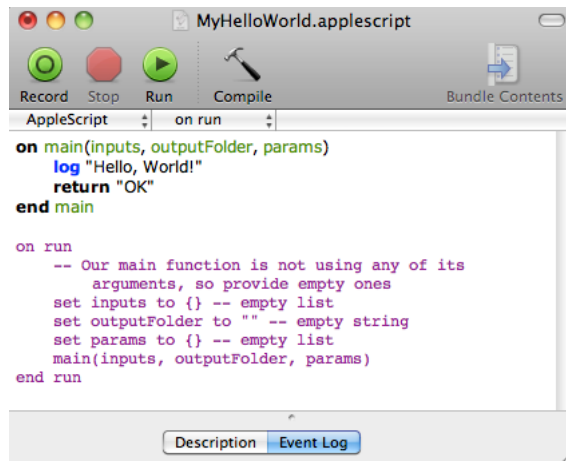 MyHelloWorld.applescript
Record Stop Run Compile Bundle Contents
AppleScript on run
on main(inputs, outputFolder, params)
log "Hello, World!"
return "OK"
end main
on run
-- Our main function is not using any of its
arguments, so provide empty ones
set inputs to {} -- empty list
set outputFolder to "" -- empty string
set params to {} -- empty list
main(inputs, outputFolder, params)
end run
Description Event Log